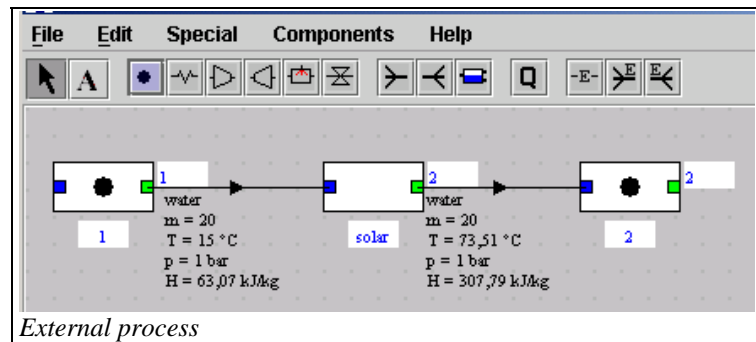 File Edit Special Components Help
A Q -E- E E
1 2 2
water water
m = 20 m = 20
1 solar T = 15 °C T = 73,51 °C 2
p = 1 bar p = 1 bar
H = 63,07 kJ/kg H = 307,79 kJ/kg
External process